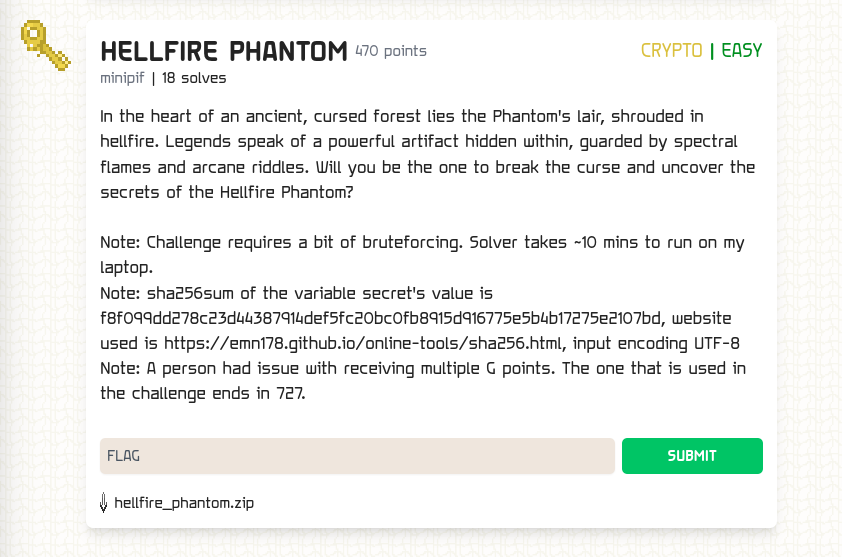 HELLFIRE PHANTOM 470 points CRYPTO | EASY
minipif | 18 solves
In the heart of an ancient, cursed forest lies the Phantom's lair, shrouded in
hellfire. Legends speak of a powerful artifact hidden within, guarded by spectral
flames and arcane riddles. Will you be the one to break the curse and uncover the
secrets of the Hellfire Phantom?
Note: Challenge requires a bit of bruteforcing. Solver takes ~10 mins to run on my
laptop.
Note: sha256sum of the variable secret's value is
f8f099dd278c23d44387914def5fc20bc0fb8915d916775e5b4b17275e2107bd, website
used is https://emn178.github.io/online-tools/sha256.html, input encoding UTF-8
Note: A person had issue with receiving multiple G points. The one that is used in
the challenge ends in 727.
FLAG SUBMIT
hellfire_phantom.zip